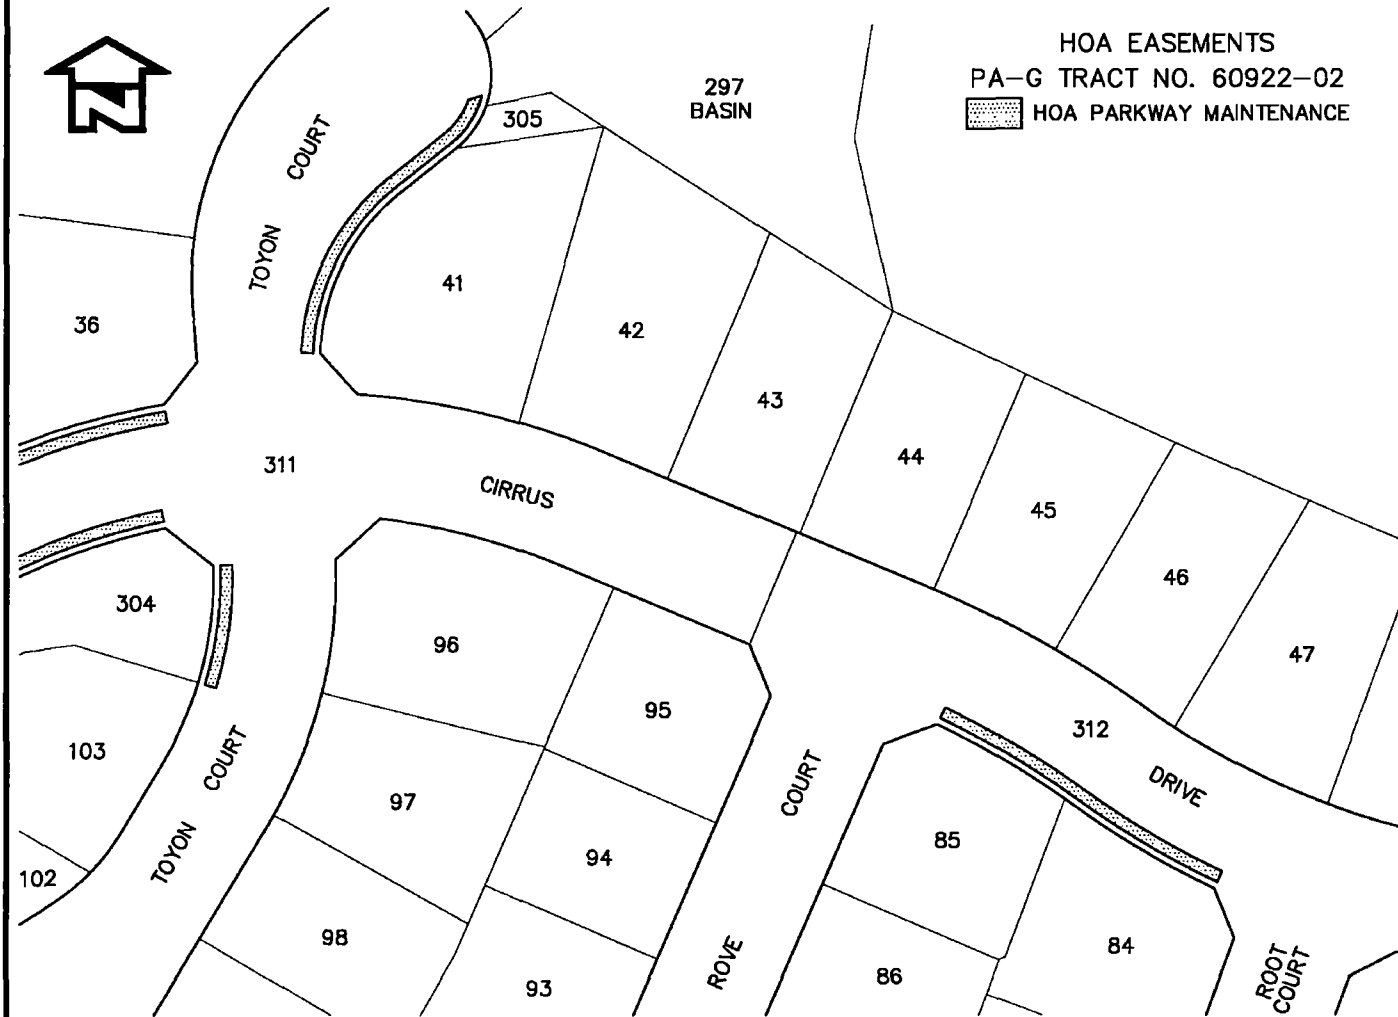 HOA EASEMENTS
PA-G TRACT NO. 60922-02
HOA PARKWAY MAINTENANCE
N
297
BASIN
305
TOYON COURT
41
36
42
43
44
311
CIRRUS
45
46
47
304
96
95
103
312
DRIVE
TOYON COURT
97
COURT
85
94
102
98
84
93
ROVE
86
ROOT
COURT